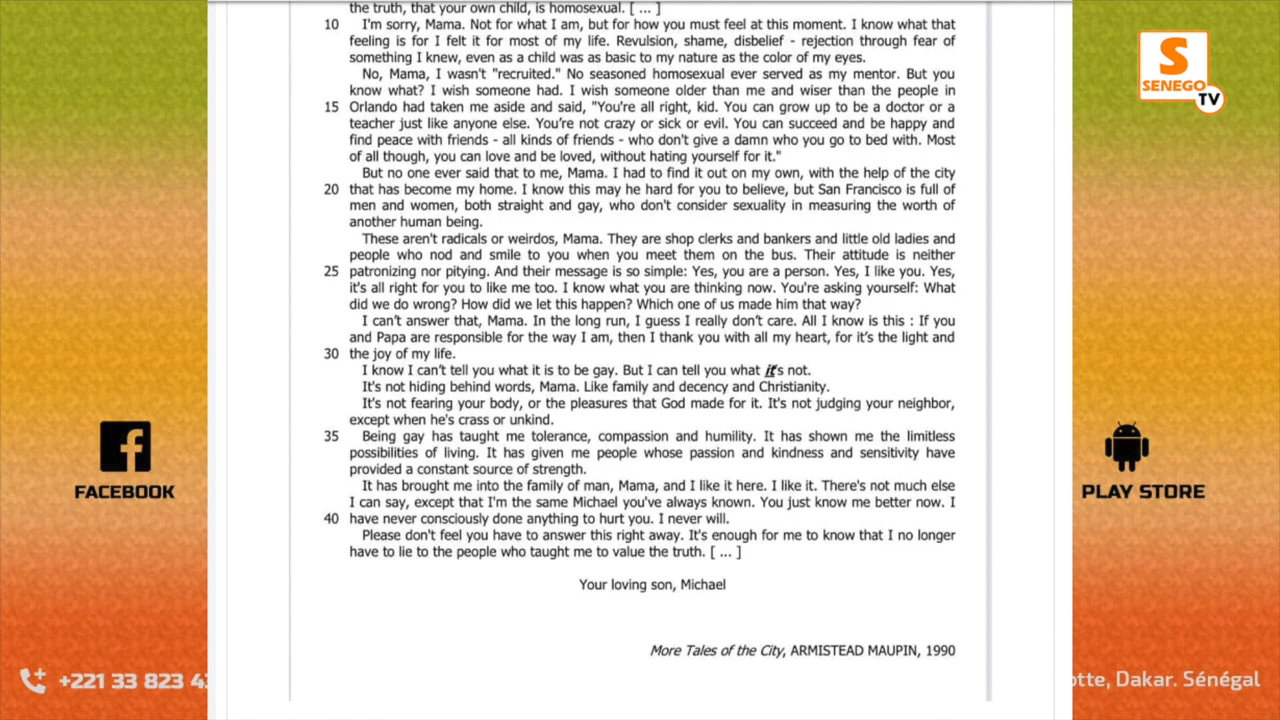 the truth, that your own child, is homosexual. [ ... ]
10 I'm sorry, Mama. Not for what I am, but for how you must feel at this moment. I know what that
feeling is for I felt it for most of my life. Revulsion, shame, disbelief - rejection through fear of
something I knew, even as a child was as basic to my nature as the color of my eyes.
No, Mama, I wasn't "recruited." No seasoned homosexual ever served as my mentor. But you
know what? I wish someone had. I wish someone older than me and wiser than the people in
15 Orlando had taken me aside and said, "You're all right, kid. You can grow up to be a doctor or a
teacher just like anyone else. You're not crazy or sick or evil. You can succeed and be happy and
find peace with friends - all kinds of friends - who don't give a damn who you go to bed with. Most
of all though, you can love and be loved, without hating yourself for it."
But no one ever said that to me, Mama. I had to find it out on my own, with the help of the city
20 that has become my home. I know this may he hard for you to believe, but San Francisco is full of
men and women, both straight and gay, who don't consider sexuality in measuring the worth of
another human being.
These aren't radicals or weirdos, Mama. They are shop clerks and bankers and little old ladies and
people who nod and smile to you when you meet them on the bus. Their attitude is neither
25 patronizing nor pitying. And their message is so simple: Yes, you are a person. Yes, I like you. Yes,
it's all right for you to like me too. I know what you are thinking now. You're asking yourself: What
did we do wrong? How did we let this happen? Which one of us made him that way?
I can't answer that, Mama. In the long run, I guess I really don't care. All I know is this : If you
and Papa are responsible for the way I am, then I thank you with all my heart, for it's the light and
30 the joy of my life.
I know I can't tell you what it is to be gay. But I can tell you what it's not.
It's not hiding behind words, Mama. Like family and decency and Christianity.
It's not fearing your body, or the pleasures that God made for it. It's not judging your neighbor,
except when he's crass or unkind.
35 Being gay has taught me tolerance, compassion and humility. It has shown me the limitless
possibilities of living. It has given me people whose passion and kindness and sensitivity have
provided a constant source of strength.
It has brought me into the family of man, Mama, and I like it here. I like it. There's not much else
I can say, except that I'm the same Michael you've always known. You just know me better now. I
40 have never consciously done anything to hurt you. I never will.
Please don't feel you have to answer this right away. It's enough for me to know that I no longer
have to lie to the people who taught me to value the truth. [ ... ]
Your loving son, Michael
More Tales of the City, ARMISTEAD MAUPIN, 1990
S
SENEGO
TV
FACEBOOK
PLAY STORE
+221 33 823 4
otte, Dakar. Sénégal